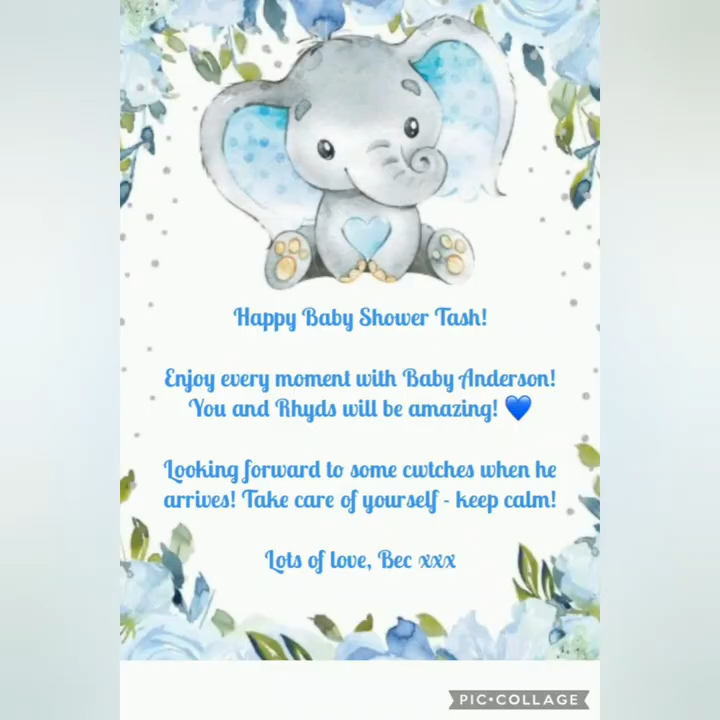 Happy Baby Shower Tash!
Enjoy every moment with Baby Anderson!
You and Rhyds will be amazing! 💙
Looking forward to some cwtches when he
arrives! Take care of yourself - keep calm!
Lots of love, Bec xxx
PIC•COLLAGE